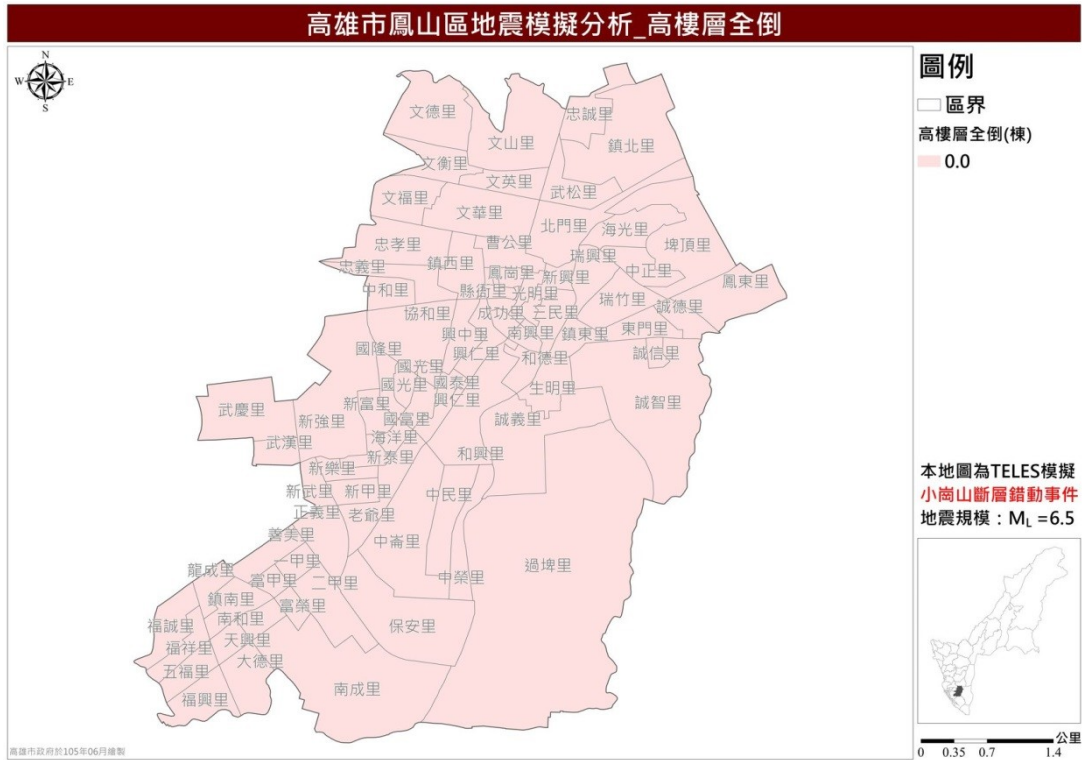 高雄市鳳山區地震模擬分析_高樓層全倒
N
W E
S
圖例
區界
高樓層全倒(棟)
0.0
文德里
忠誠里
文山里
鎮北里
文衡里
文英里
武松里
文福里
文華里
北門里
海光里
忠孝里
曹公里
埤頂里
瑞興里
忠義里
鎮西里
鳳崗里
新興里
中正里
鳳東里
中和里
縣衙里
光明里
瑞竹里
誠德里
協和里
成功里
三民里
東門里
興中里
南興里
鎮東里
國隆里
興仁里
和德里
誠信里
國光里
國光里
國泰里
生明里
新富里
興仁里
誠智里
武慶里
新強里
國富里
誠義里
武漢里
海洋里
新泰里
和興里
新樂里
新武里
新甲里
中民里
正義里
老爺里
善美里
中崙里
一甲里
過埤里
龍成里
富甲里
二甲里
中榮里
鎮南里
富榮里
南和里
福誠里
保安里
天興里
福祥里
大德里
五福里
南成里
福興里
本地圖為TELES模擬
小崗山斷層錯動事件
地震規模：ML =6.5
公里
0 0.35 0.7 1.4
高雄市政府於105年06月繪製